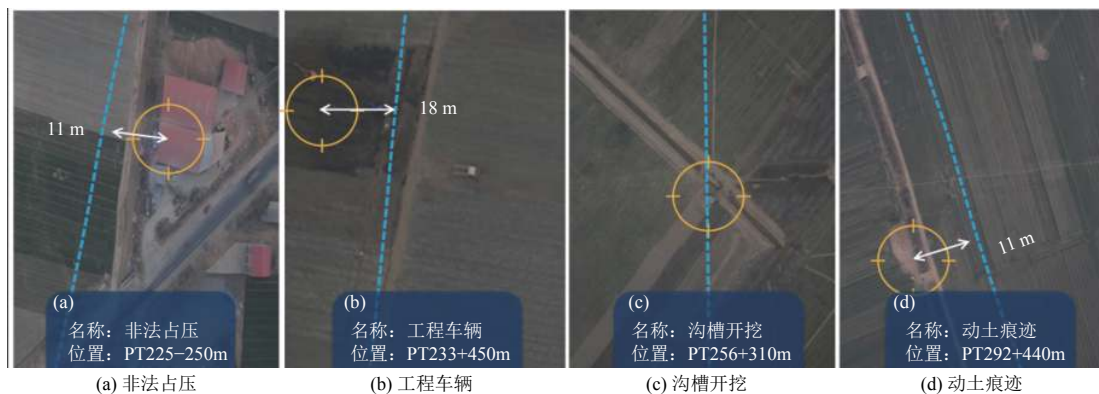 11 m
(a)
名称：非法占压
位置：PT225−250m
18 m
(b)
名称：工程车辆
位置：PT233+450m
(c)
名称：沟槽开挖
位置：PT256+310m
11 m
(d)
名称：动土痕迹
位置：PT292+440m
(a) 非法占压
(b) 工程车辆
(c) 沟槽开挖
(d) 动土痕迹